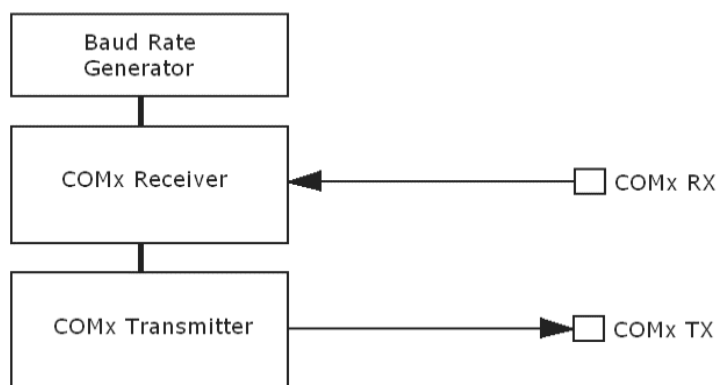 Baud Rate
Generator
COMx Receiver
COMx RX
COMx Transmitter
COMx TX